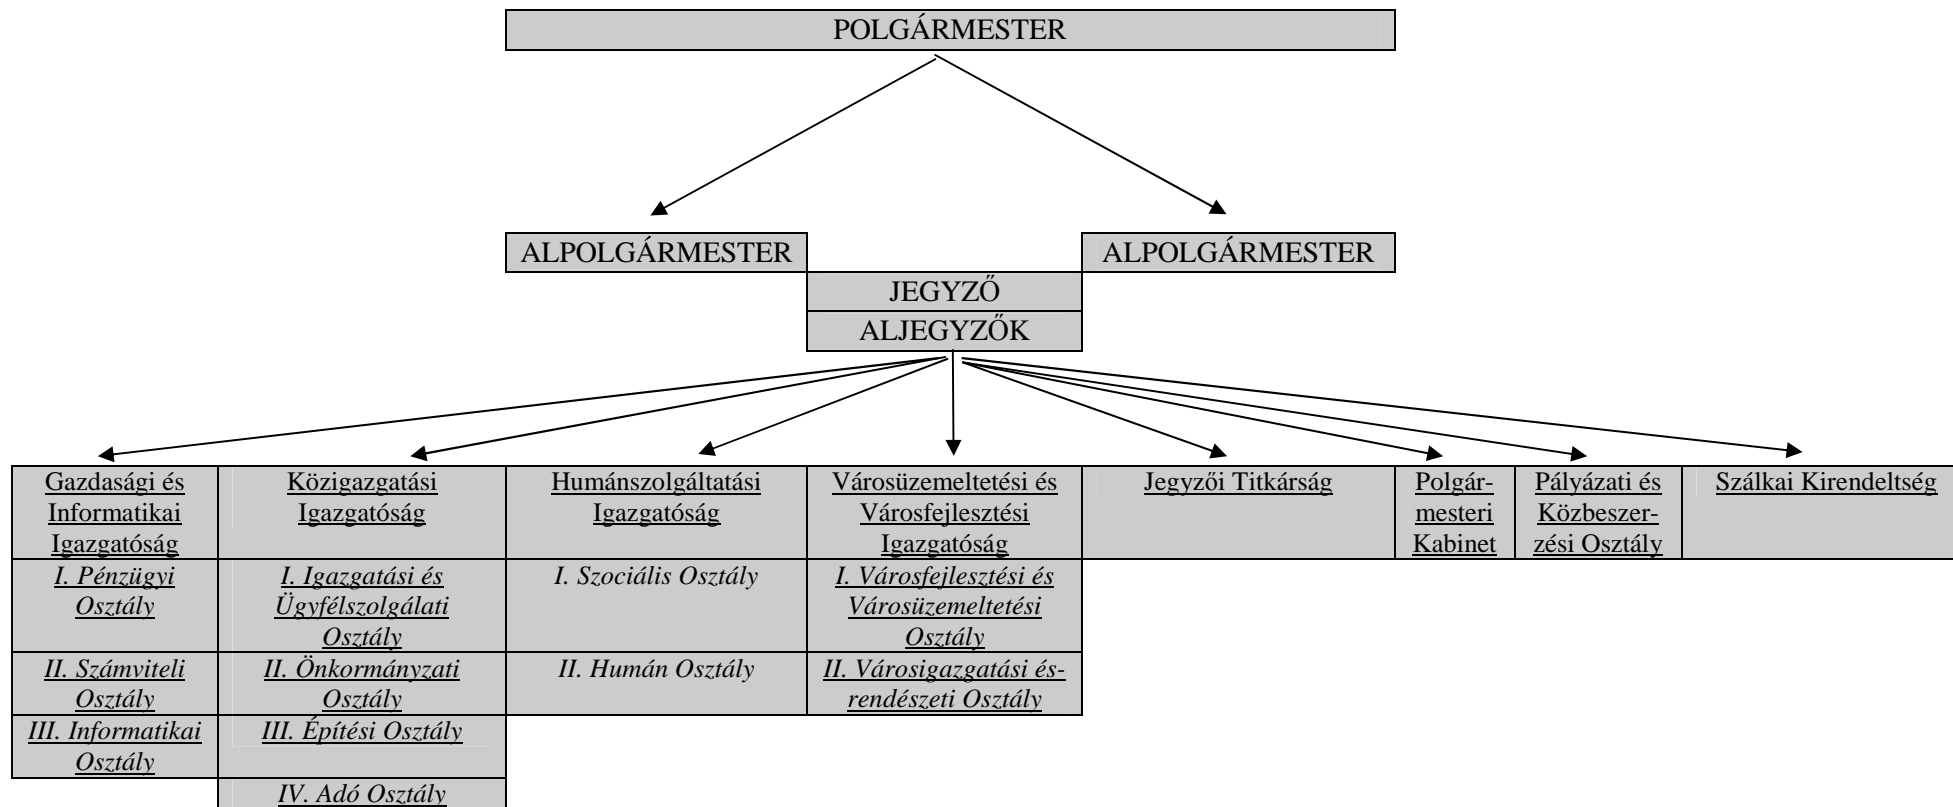 POLGÁRMESTER
ALPOLGÁRMESTER
ALPOLGÁRMESTER
JEGYZŐ
ALJEGYZŐK
Gazdasági és
Informatikai
Igazgatóság
Közigazgatási
Igazgatóság
Humánszolgáltatási
Igazgatóság
Városüzemeltetési és
Városfejlesztési
Igazgatóság
Jegyzői Titkárság
Polgár-
mesteri
Kabinet
Pályázati és
Közbeszer-
zési Osztály
Szálkai Kirendeltség
I. Pénzügyi
Osztály
I. Igazgatási és
Ügyfélszolgálati
Osztály
I. Szociális Osztály
I. Városfejlesztési és
Városüzemeltetési
Osztály
II. Számviteli
Osztály
II. Önkormányzati
Osztály
II. Humán Osztály
II. Városigazgatási és-
rendészeti Osztály
III. Informatikai
Osztály
III. Építési Osztály
IV. Adó Osztály